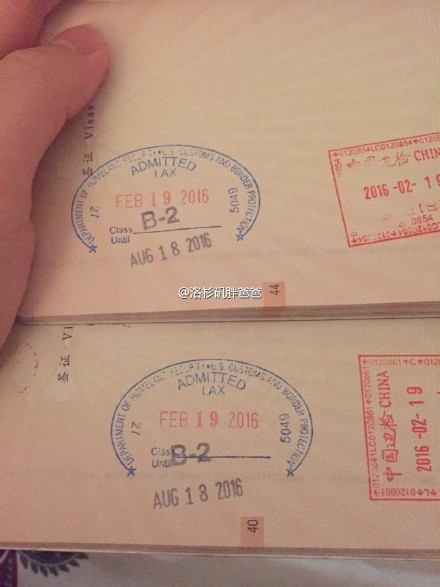 签证 Visas
DEPARTMENT OF HOMELAND SECURITY • U.S. CUSTOMS AND BORDER PROTECTION
ADMITTED
LAX
FEB 19 2016
27
5049
B-2
Class
Until
AUG 18 2016
中国边检 CHINA
2016-02-19
@洛杉矶胖爸爸
44
签证 Vi
DEPARTMENT OF HOMELAND SECURITY • U.S. CUSTOMS AND BORDER PROTECTION
ADMITTED
LAX
FEB 19 2016
27
5049
Class
B-2
Until
AUG 18 2016
中国边检 CHINA
2016-02-19
40